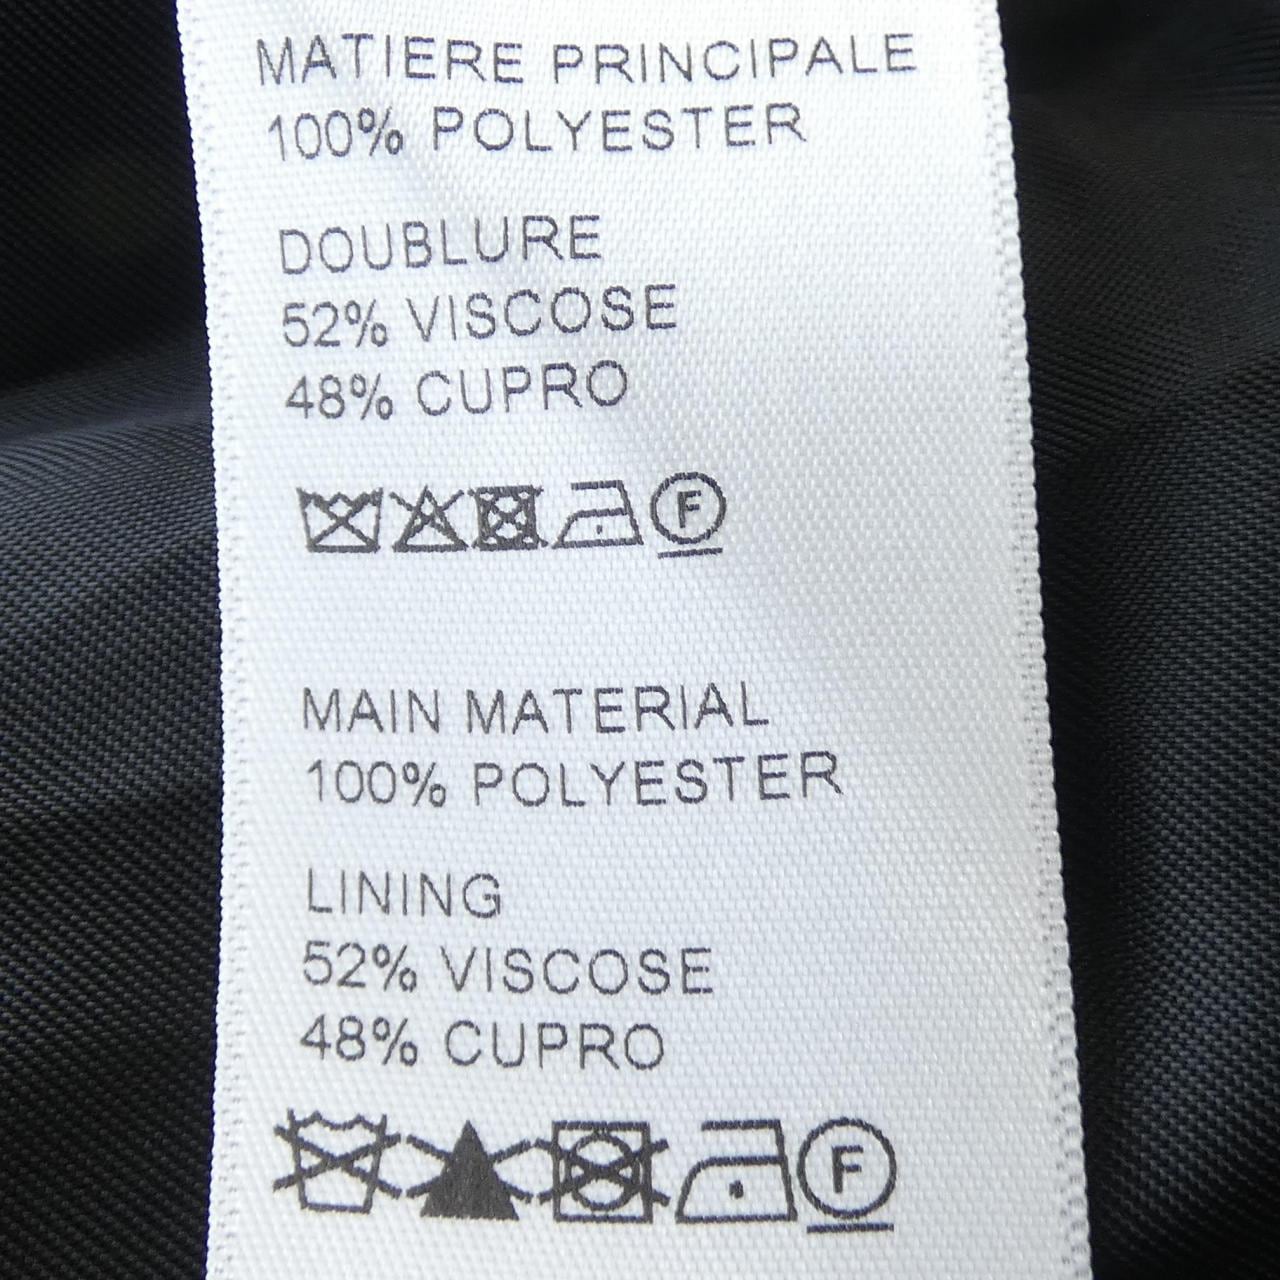 MATIERE PRINCIPALE
100% POLYESTER
DOUBLURE
52% VISCOSE
48% CUPRO
F
MAIN MATERIAL
100% POLYESTER
LINING
52% VISCOSE
48% CUPRO
F